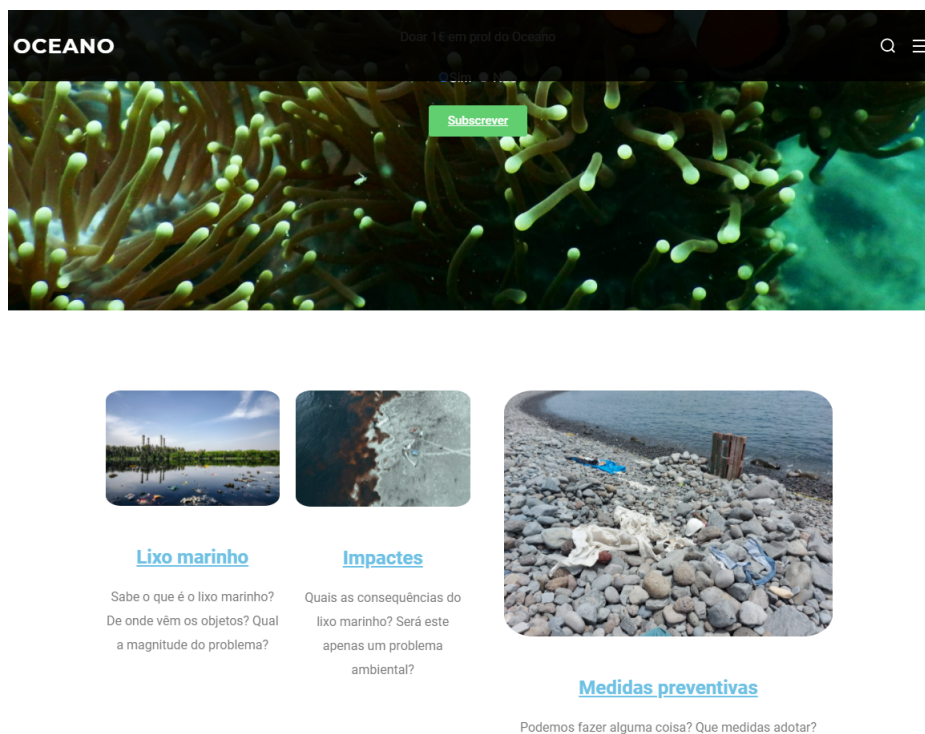 Doar 1€ em prol do Oceano
OCEANO
Sim Não
Subscrever
Lixo marinho
Sabe o que é o lixo marinho?
De onde vêm os objetos? Qual
a magnitude do problema?
Impactes
Quais as consequências do
lixo marinho? Será este
apenas um problema
ambiental?
Medidas preventivas
Podemos fazer alguma coisa? Que medidas adotar?